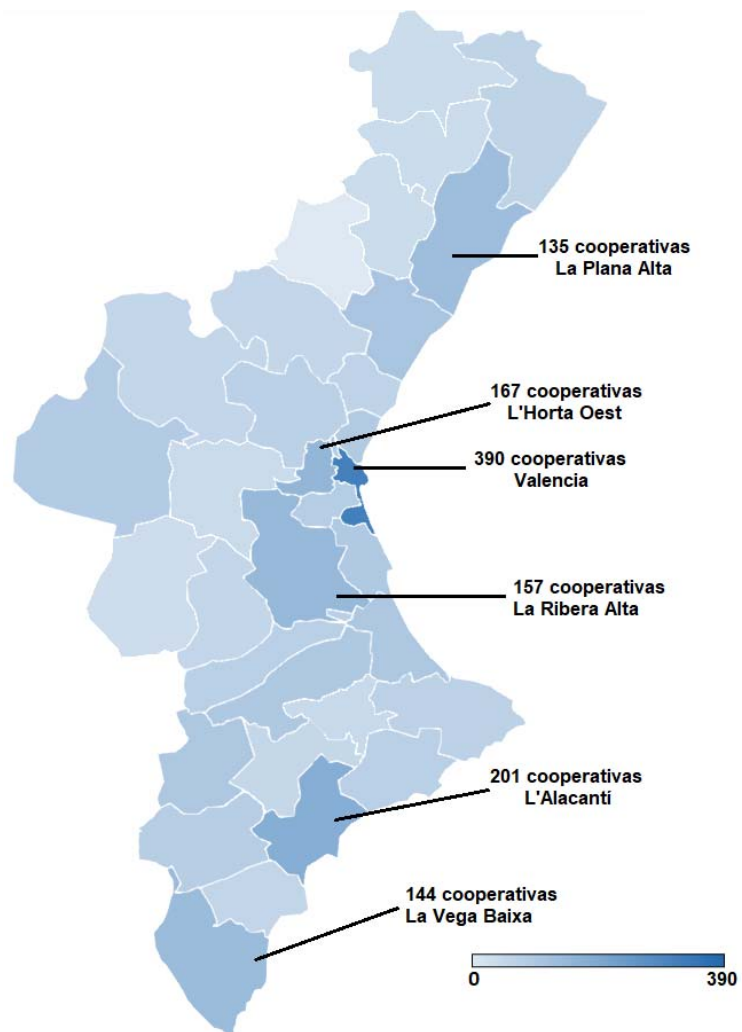 135 cooperativas
La Plana Alta
167 cooperativas
L'Horta Oest
390 cooperativas
Valencia
157 cooperativas
La Ribera Alta
201 cooperativas
L'Alacantí
144 cooperativas
La Vega Baixa
0
390